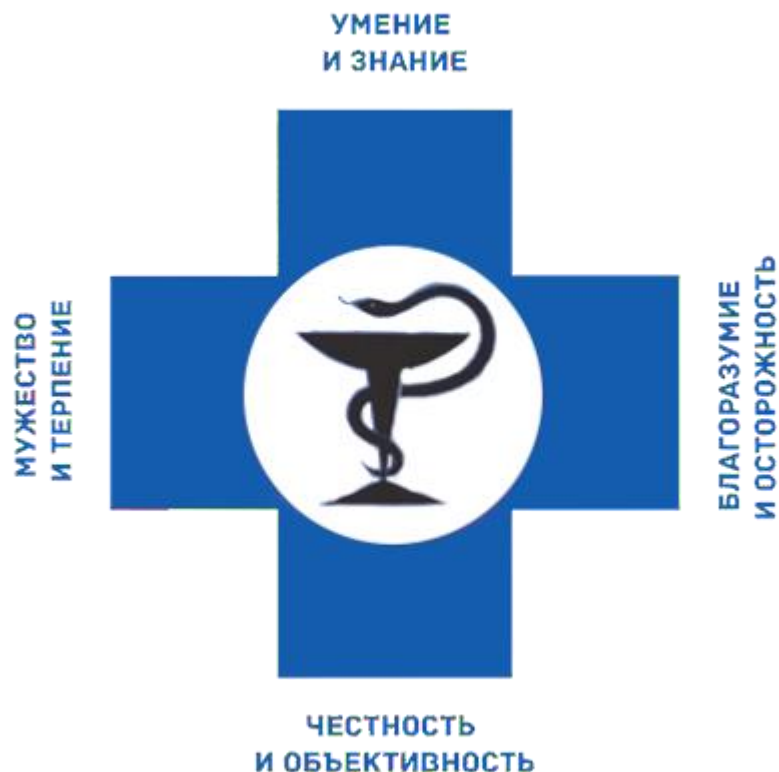 УМЕНИЕ
И ЗНАНИЕ
МУЖЕСТВО
И ТЕРПЕНИЕ
БЛАГОРАЗУМИЕ
И ОСТОРОЖНОСТЬ
ЧЕСТНОСТЬ
И ОБЪЕКТИВНОСТЬ